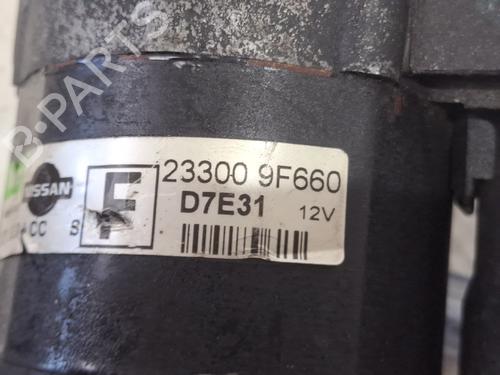 B-PARTS
NISSAN
F
23300 9F660
D7E31 12V
CC S